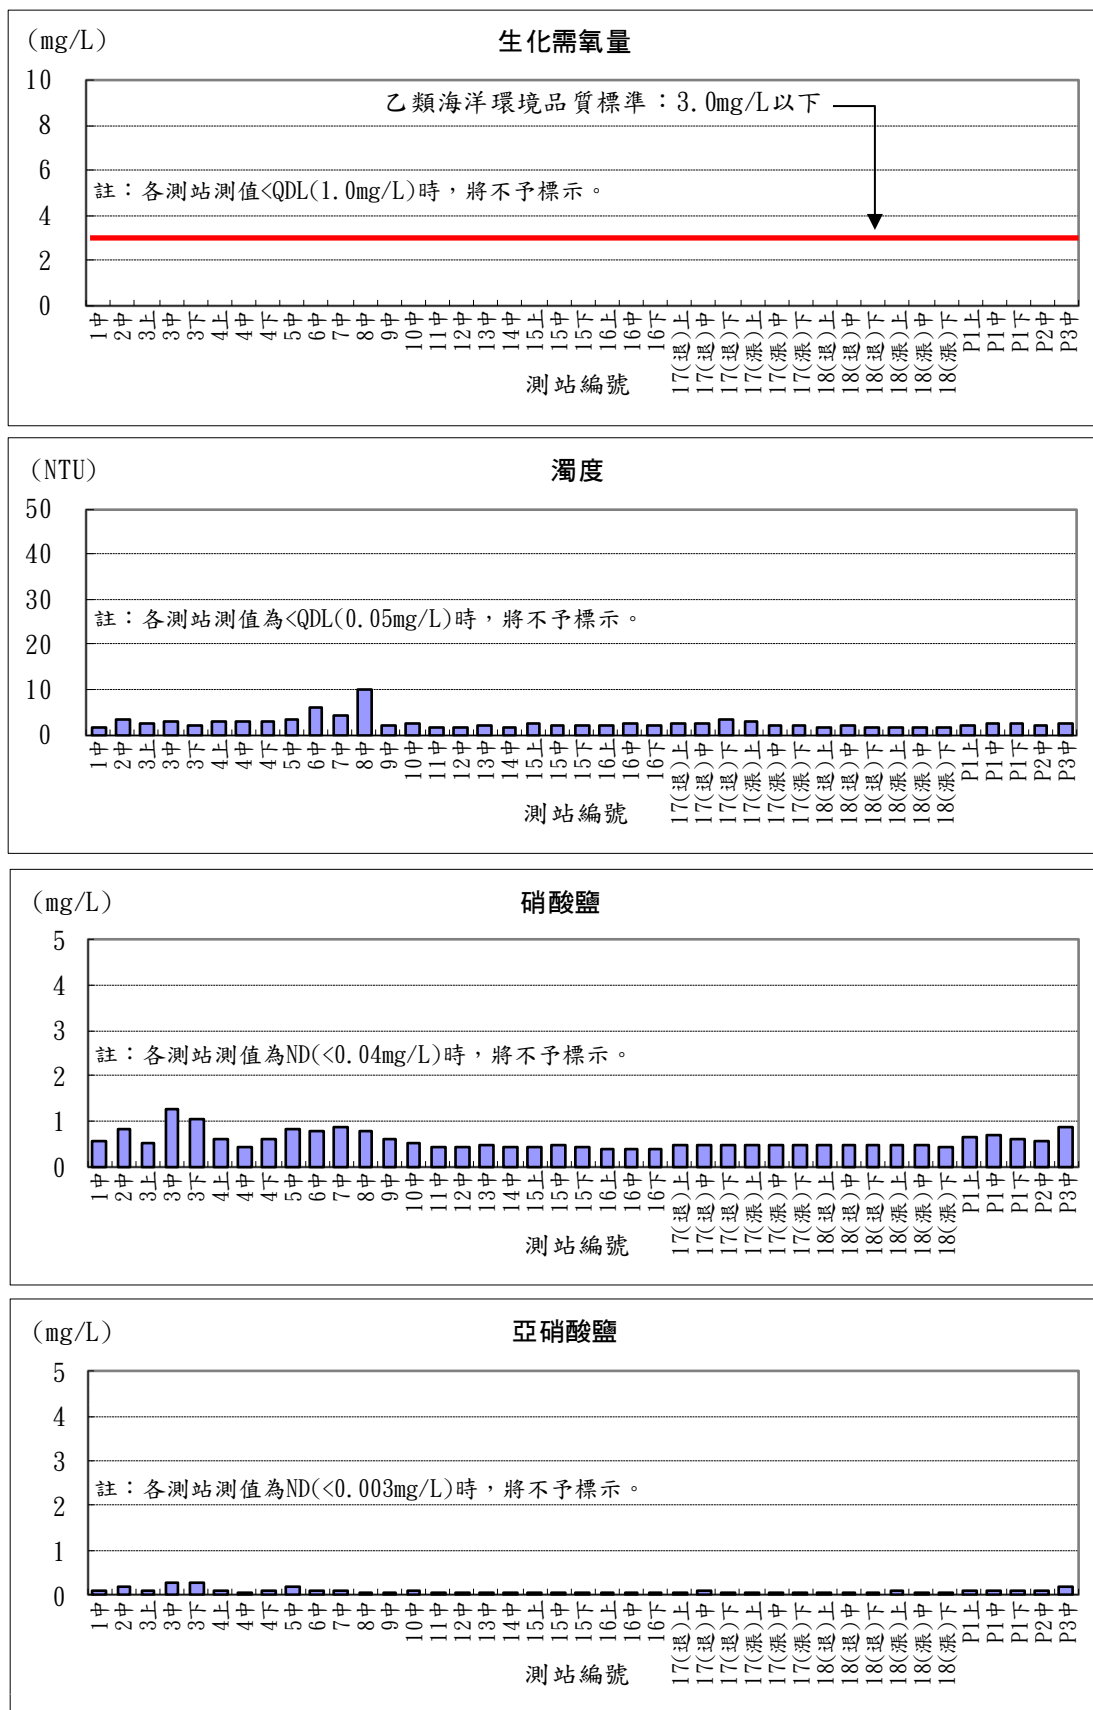 (mg/L)
生化需氧量
10
8
6
4
2
0
乙類海洋環境品質標準：3.0mg/L以下
註：各測站測值<QDL(1.0mg/L)時，將不予標示。
1中 2中 3上 3中 3下 4上 4中 4下 5中 6中 7中 8中 9中 10中 11中 12中 13中 14中 15上 15中 15下 16上 16中 16下 17(退)上 17(退)中 17(退)下 17(漲)上 17(漲)中 17(漲)下 18(退)上 18(退)中 18(退)下 18(漲)上 18(漲)中 18(漲)下 P1上 P1中 P1下 P2中 P3中
測站編號
(NTU)
濁度
50
40
30
20
10
0
註：各測站測值為<QDL(0.05mg/L)時，將不予標示。
1中 2中 3上 3中 3下 4上 4中 4下 5中 6中 7中 8中 9中 10中 11中 12中 13中 14中 15上 15中 15下 16上 16中 16下 17(退)上 17(退)中 17(退)下 17(漲)上 17(漲)中 17(漲)下 18(退)上 18(退)中 18(退)下 18(漲)上 18(漲)中 18(漲)下 P1上 P1中 P1下 P2中 P3中
測站編號
(mg/L)
硝酸鹽
5
4
3
2
1
0
註：各測站測值為ND(<0.04mg/L)時，將不予標示。
1中 2中 3上 3中 3下 4上 4中 4下 5中 6中 7中 8中 9中 10中 11中 12中 13中 14中 15上 15中 15下 16上 16中 16下 17(退)上 17(退)中 17(退)下 17(漲)上 17(漲)中 17(漲)下 18(退)上 18(退)中 18(退)下 18(漲)上 18(漲)中 18(漲)下 P1上 P1中 P1下 P2中 P3中
測站編號
(mg/L)
亞硝酸鹽
5
4
3
2
1
0
註：各測站測值為ND(<0.003mg/L)時，將不予標示。
1中 2中 3上 3中 3下 4上 4中 4下 5中 6中 7中 8中 9中 10中 11中 12中 13中 14中 15上 15中 15下 16上 16中 16下 17(退)上 17(退)中 17(退)下 17(漲)上 17(漲)中 17(漲)下 18(退)上 18(退)中 18(退)下 18(漲)上 18(漲)中 18(漲)下 P1上 P1中 P1下 P2中 P3中
測站編號